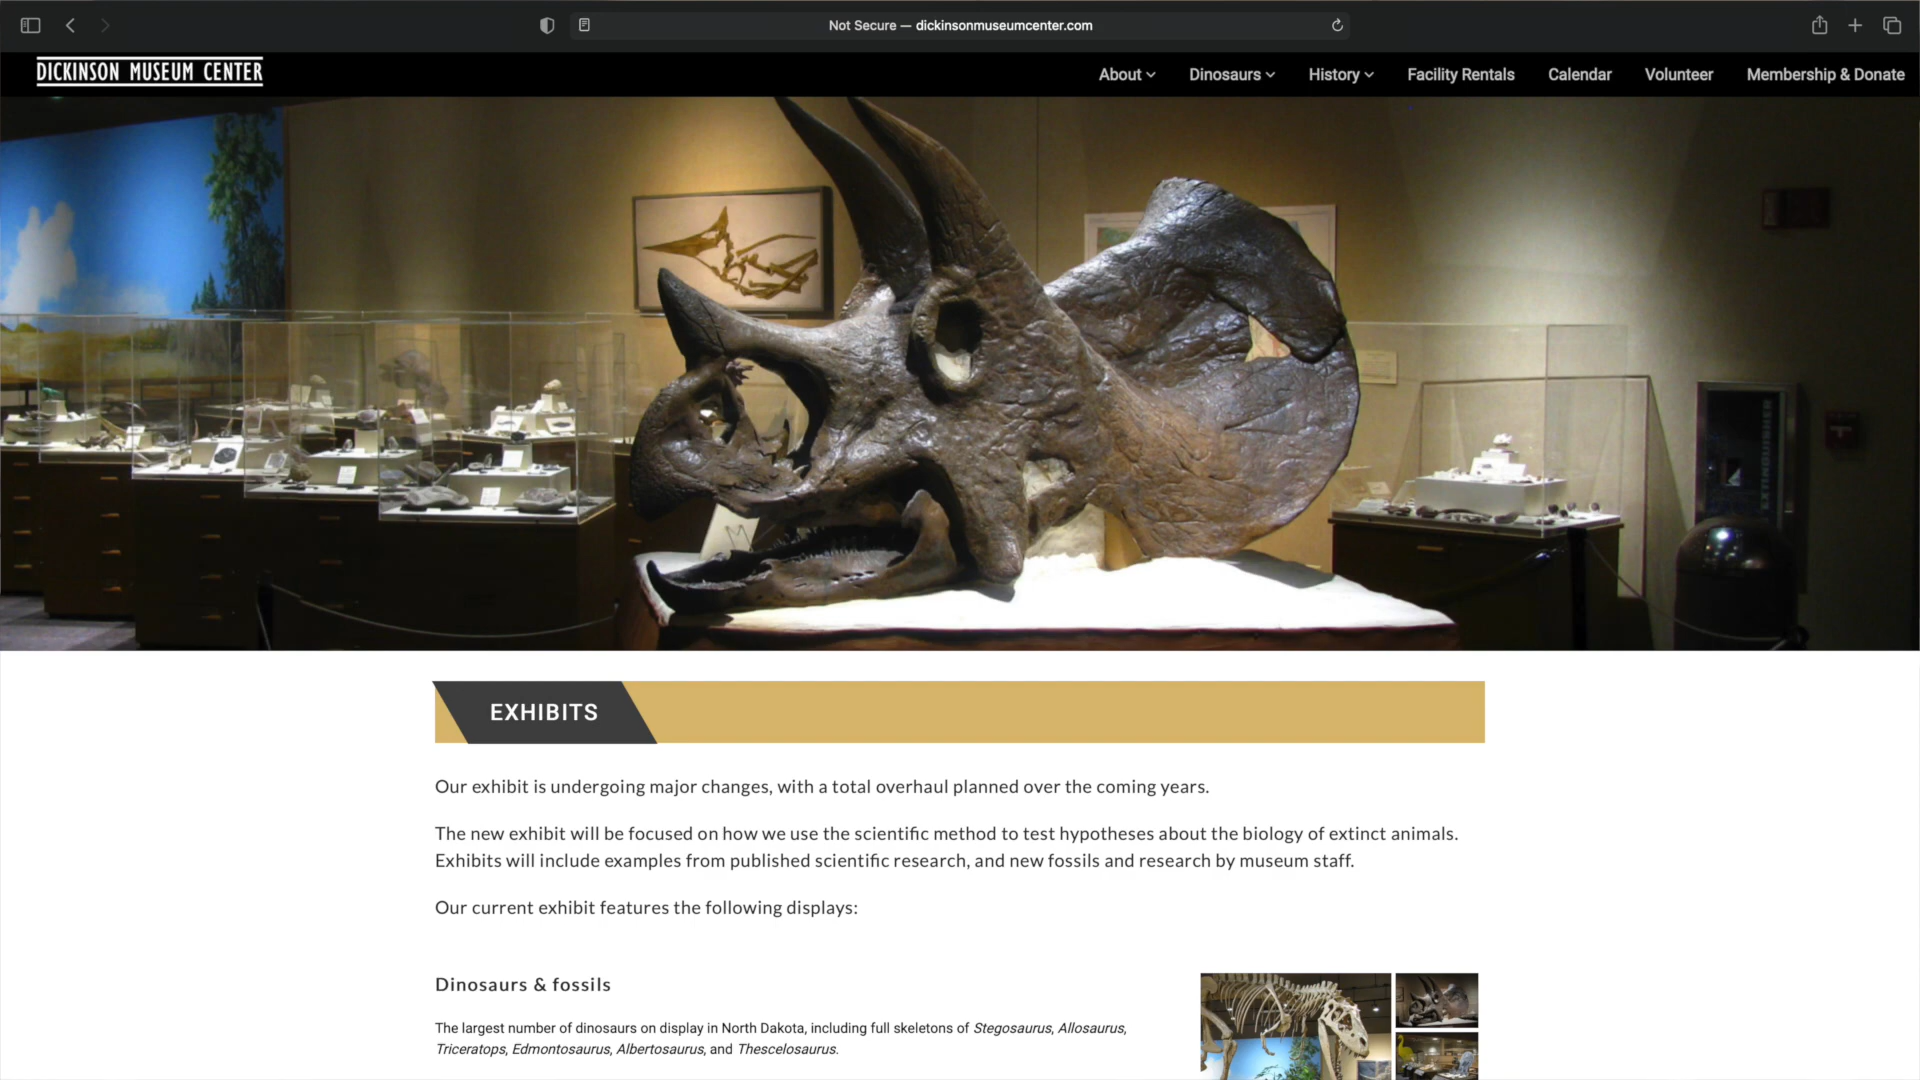 Not Secure — dickinsonmuseumcenter.com
DICKINSON MUSEUM CENTER
About
Dinosaurs
History
Facility Rentals
Calendar
Volunteer
Membership & Donate
EXHIBITS
Our exhibit is undergoing major changes, with a total overhaul planned over the coming years.
The new exhibit will be focused on how we use the scientific method to test hypotheses about the biology of extinct animals.
Exhibits will include examples from published scientific research, and new fossils and research by museum staff.
Our current exhibit features the following displays:
Dinosaurs & fossils
The largest number of dinosaurs on display in North Dakota, including full skeletons of Stegosaurus, Allosaurus,
Triceratops, Edmontosaurus, Albertosaurus, and Thescelosaurus.